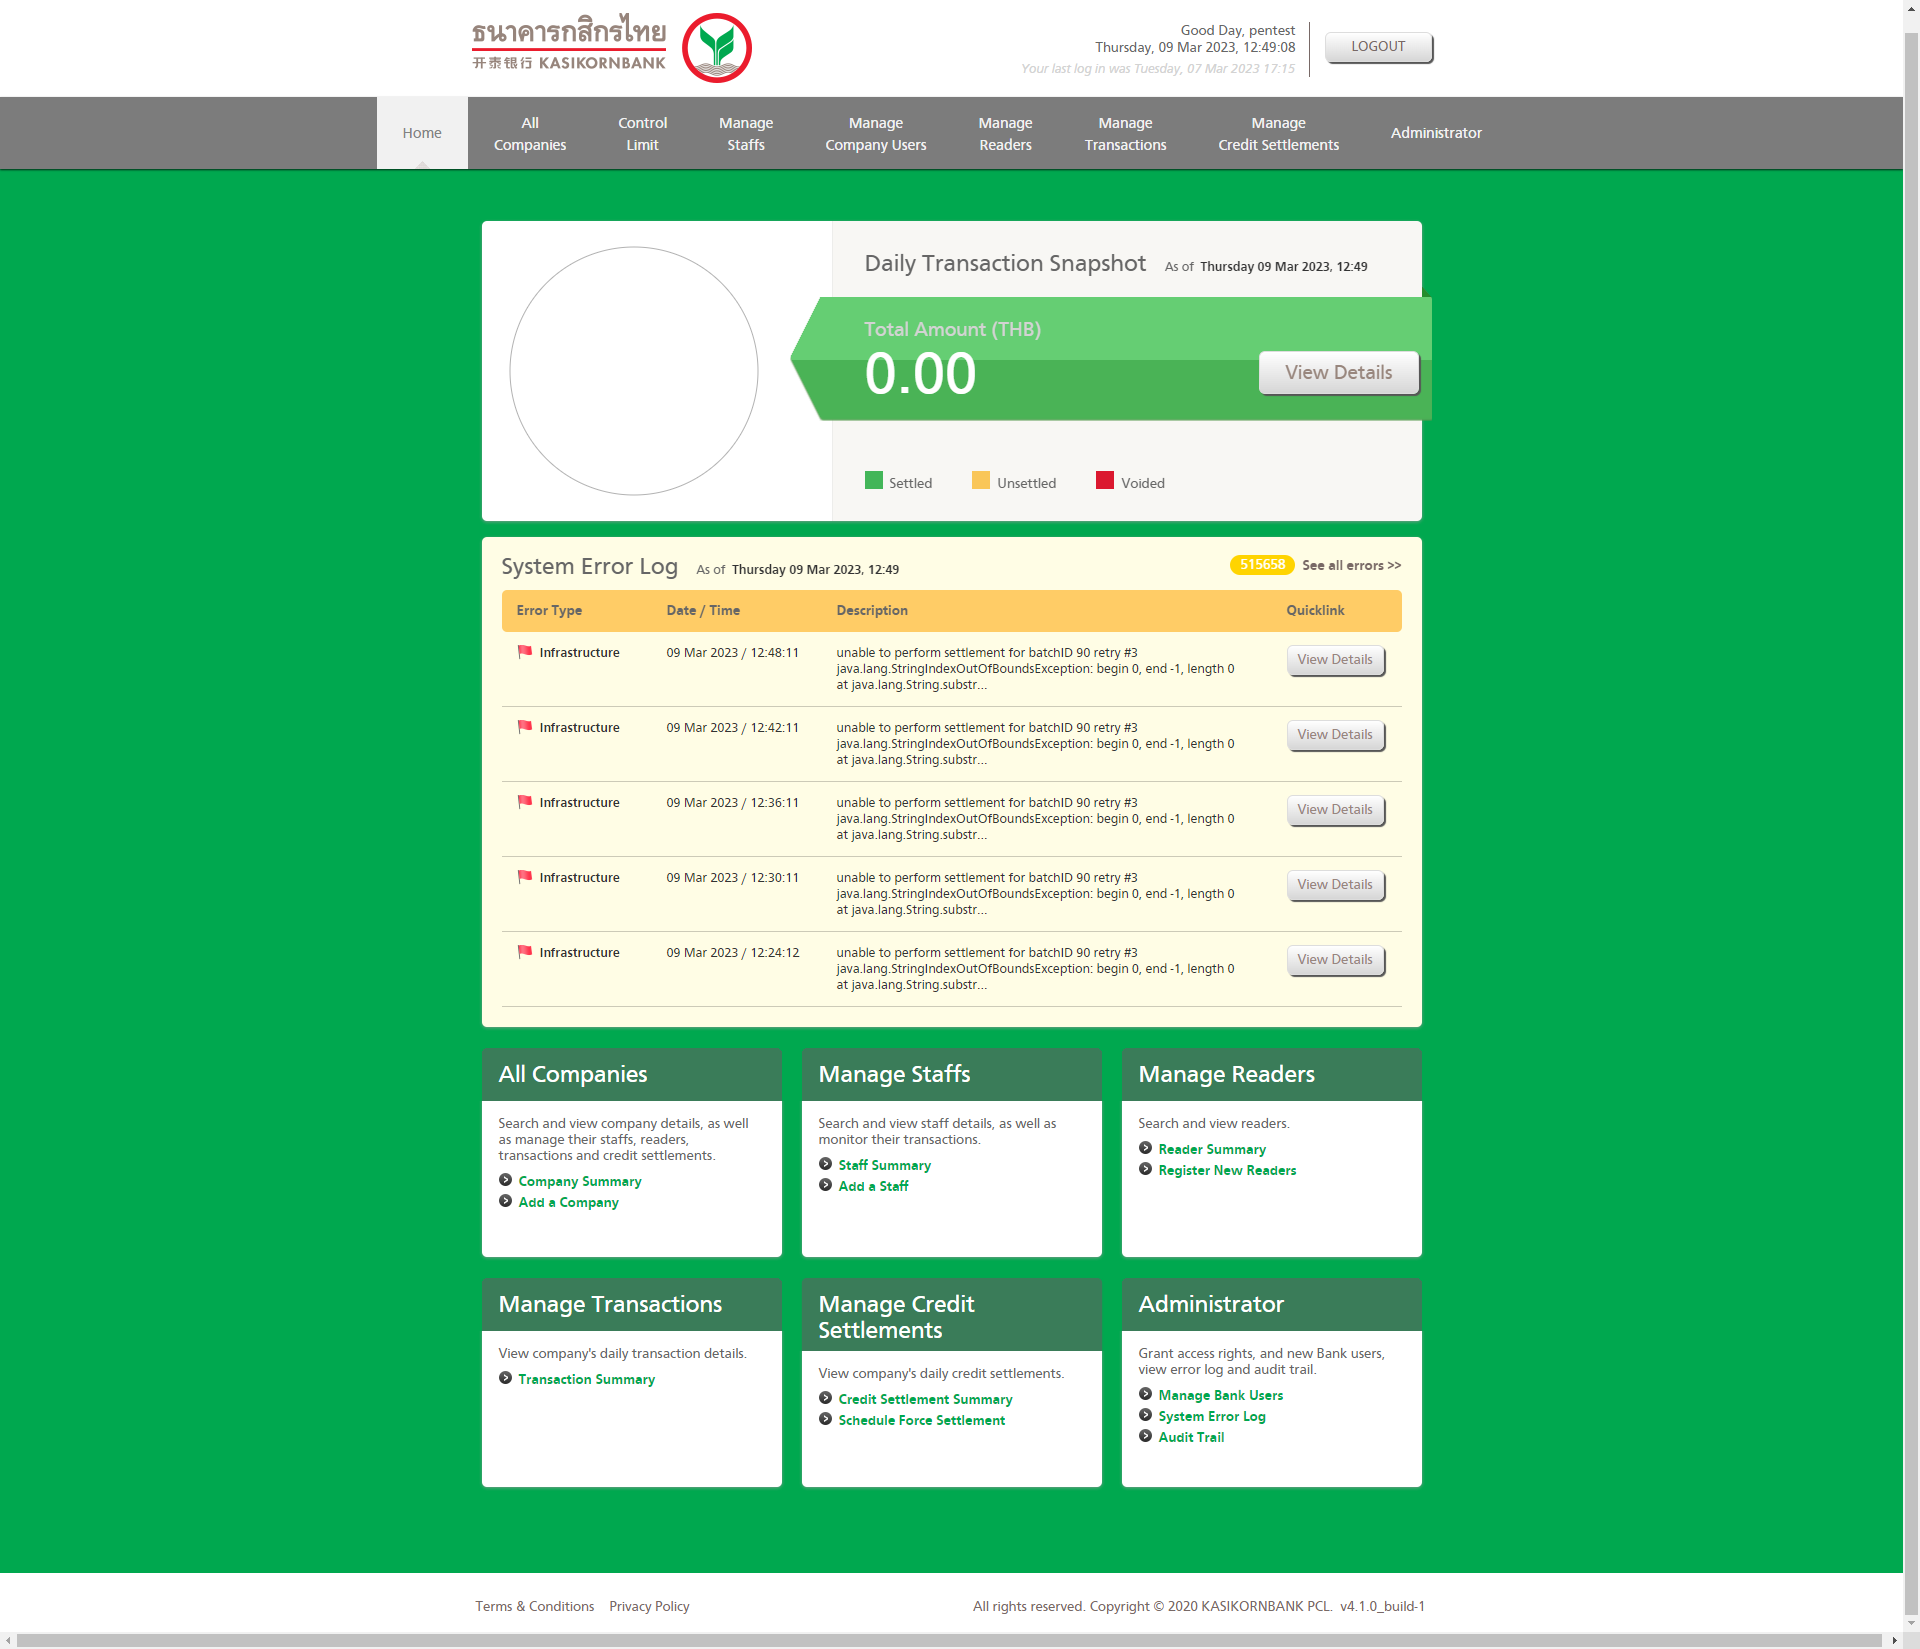 ธนาคารกสิกรไทย
开泰银行 KASIKORNBANK
Good Day, pentest
Thursday, 09 Mar 2023, 12:49:08
Your last log in was Tuesday, 07 Mar 2023 17:15
LOGOUT
Home
All Companies
Control Limit
Manage Staffs
Manage Company Users
Manage Readers
Manage Transactions
Manage Credit Settlements
Administrator
Daily Transaction Snapshot As of Thursday 09 Mar 2023, 12:49
Total Amount (THB)
0.00
View Details
Settled Unsettled Voided
System Error Log As of Thursday 09 Mar 2023, 12:49 515658 See all errors >>
Error Type Date / Time Description Quicklink
Infrastructure 09 Mar 2023 / 12:48:11 unable to perform settlement for batchID 90 retry #3 View Details
java.lang.StringIndexOutOfBoundsException: begin 0, end -1, length 0
at java.lang.String.substr...
Infrastructure 09 Mar 2023 / 12:42:11 unable to perform settlement for batchID 90 retry #3 View Details
java.lang.StringIndexOutOfBoundsException: begin 0, end -1, length 0
at java.lang.String.substr...
Infrastructure 09 Mar 2023 / 12:36:11 unable to perform settlement for batchID 90 retry #3 View Details
java.lang.StringIndexOutOfBoundsException: begin 0, end -1, length 0
at java.lang.String.substr...
Infrastructure 09 Mar 2023 / 12:30:11 unable to perform settlement for batchID 90 retry #3 View Details
java.lang.StringIndexOutOfBoundsException: begin 0, end -1, length 0
at java.lang.String.substr...
Infrastructure 09 Mar 2023 / 12:24:12 unable to perform settlement for batchID 90 retry #3 View Details
java.lang.StringIndexOutOfBoundsException: begin 0, end -1, length 0
at java.lang.String.substr...
All Companies
Search and view company details, as well
as manage their staffs, readers,
transactions and credit settlements.
Company Summary
Add a Company
Manage Staffs
Search and view staff details, as well as
monitor their transactions.
Staff Summary
Add a Staff
Manage Readers
Search and view readers.
Reader Summary
Register New Readers
Manage Transactions
View company's daily transaction details.
Transaction Summary
Manage Credit
Settlements
View company's daily credit settlements.
Credit Settlement Summary
Schedule Force Settlement
Administrator
Grant access rights, and new Bank users,
view error log and audit trail.
Manage Bank Users
System Error Log
Audit Trail
Terms & Conditions Privacy Policy All rights reserved. Copyright © 2020 KASIKORNBANK PCL. v4.1.0_build-1